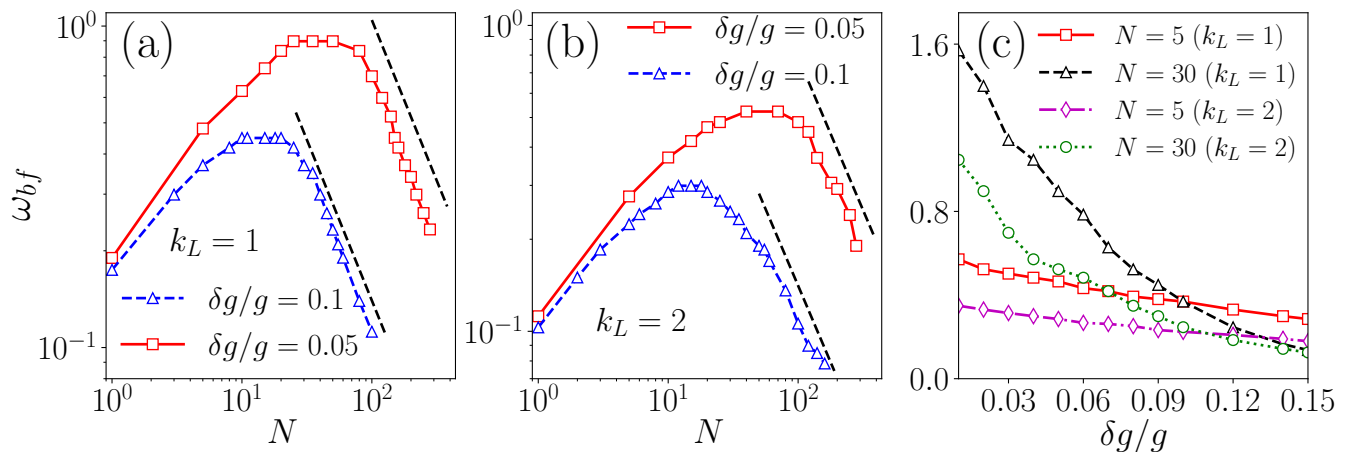 (a)
10^0
10^{-1}
ω_{bf}
k_L = 1
δg/g = 0.1
δg/g = 0.05
10^0
10^1
10^2
N
(b)
δg/g = 0.05
δg/g = 0.1
10^0
10^{-1}
k_L = 2
10^0
10^1
10^2
N
(c)
N = 5 (k_L = 1)
N = 30 (k_L = 1)
N = 5 (k_L = 2)
N = 30 (k_L = 2)
1.6
0.8
0.0
0.03
0.06
0.09
0.12
0.15
δg/g